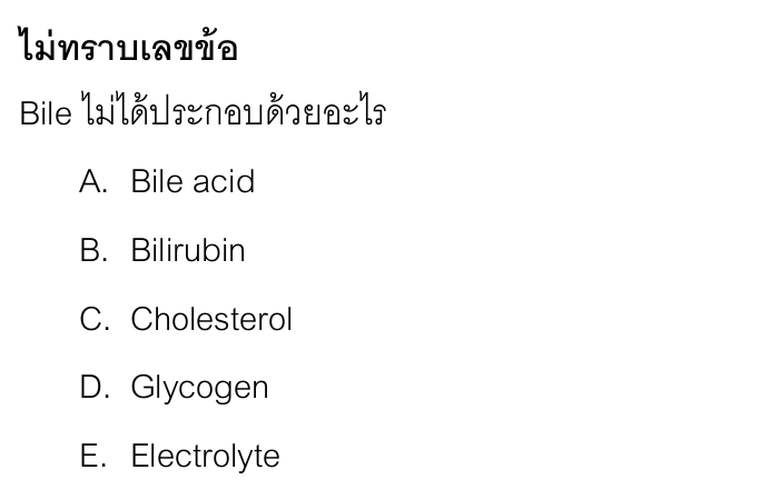 ไม่ทราบเลขข้อ
Bile ไม่ได้ประกอบด้วยอะไร
A. Bile acid
B. Bilirubin
C. Cholesterol
D. Glycogen
E. Electrolyte